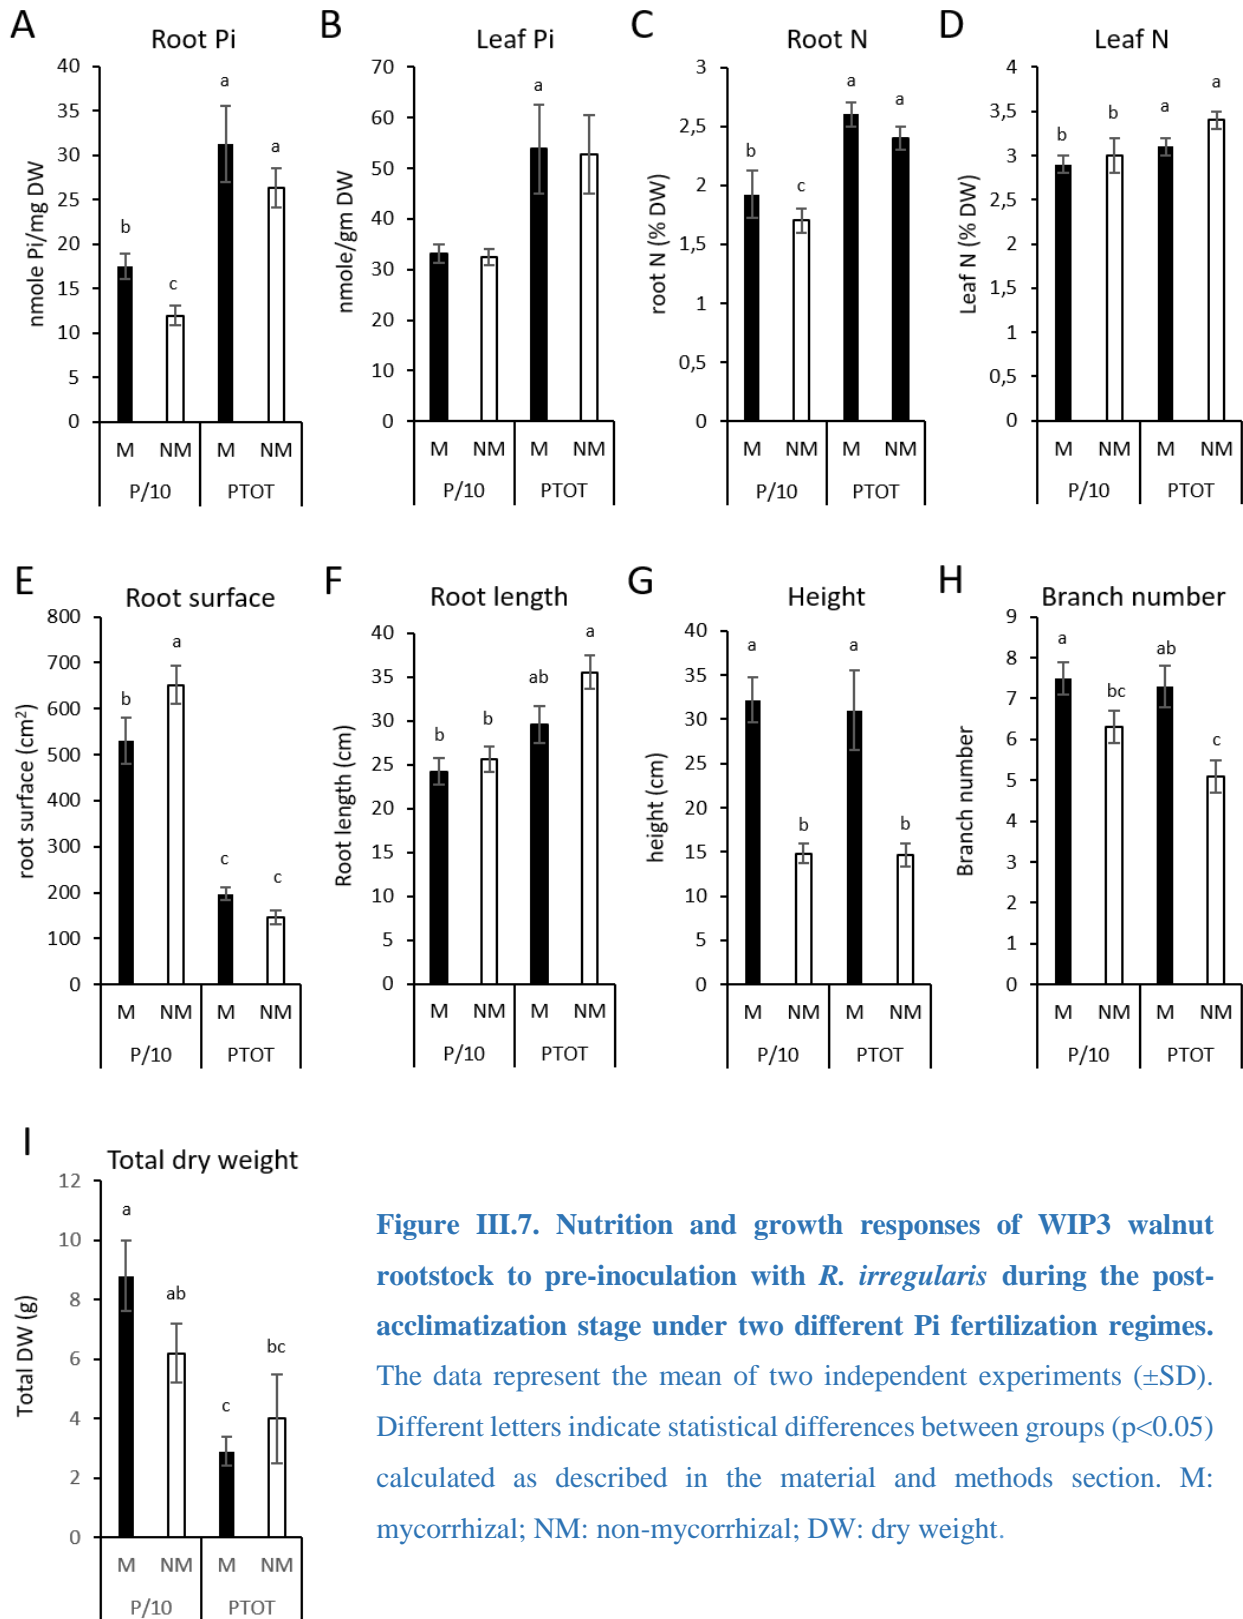 A
Root Pi
nmole Pi/mg DW
40
35
30
25
20
15
10
5
0
b
c
a
a
M NM M NM
P/10 PTOT
B
Leaf Pi
nmole/gm DW
70
60
50
40
30
20
10
0
a
M NM M NM
P/10 PTOT
C
Root N
root N (% DW)
3
2,5
2
1,5
1
0,5
0
b
c
a
a
M NM M NM
P/10 PTOT
D
Leaf N
Leaf N (% DW)
4
3,5
3
2,5
2
1,5
1
0,5
0
b
b
a
a
M NM M NM
P/10 PTOT
E
Root surface
root surface (cm²)
800
700
600
500
400
300
200
100
0
b
a
c
c
M NM M NM
P/10 PTOT
F
Root length
Root length (cm)
40
35
30
25
20
15
10
5
0
b
b
ab
a
M NM M NM
P/10 PTOT
G
Height
height (cm)
40
35
30
25
20
15
10
5
0
a
b
a
b
M NM M NM
P/10 PTOT
H
Branch number
Branch number
9
8
7
6
5
4
3
2
1
0
a
bc
ab
c
M NM M NM
P/10 PTOT
I
Total dry weight
Total DW (g)
12
10
8
6
4
2
0
a
ab
c
bc
M NM M NM
P/10 PTOT
Figure III.7. Nutrition and growth responses of WIP3 walnut
rootstock to pre-inoculation with R. irregularis during the post-
acclimatization stage under two different Pi fertilization regimes.
The data represent the mean of two independent experiments (±SD).
Different letters indicate statistical differences between groups (p<0.05)
calculated as described in the material and methods section. M:
mycorrhizal; NM: non-mycorrhizal; DW: dry weight.